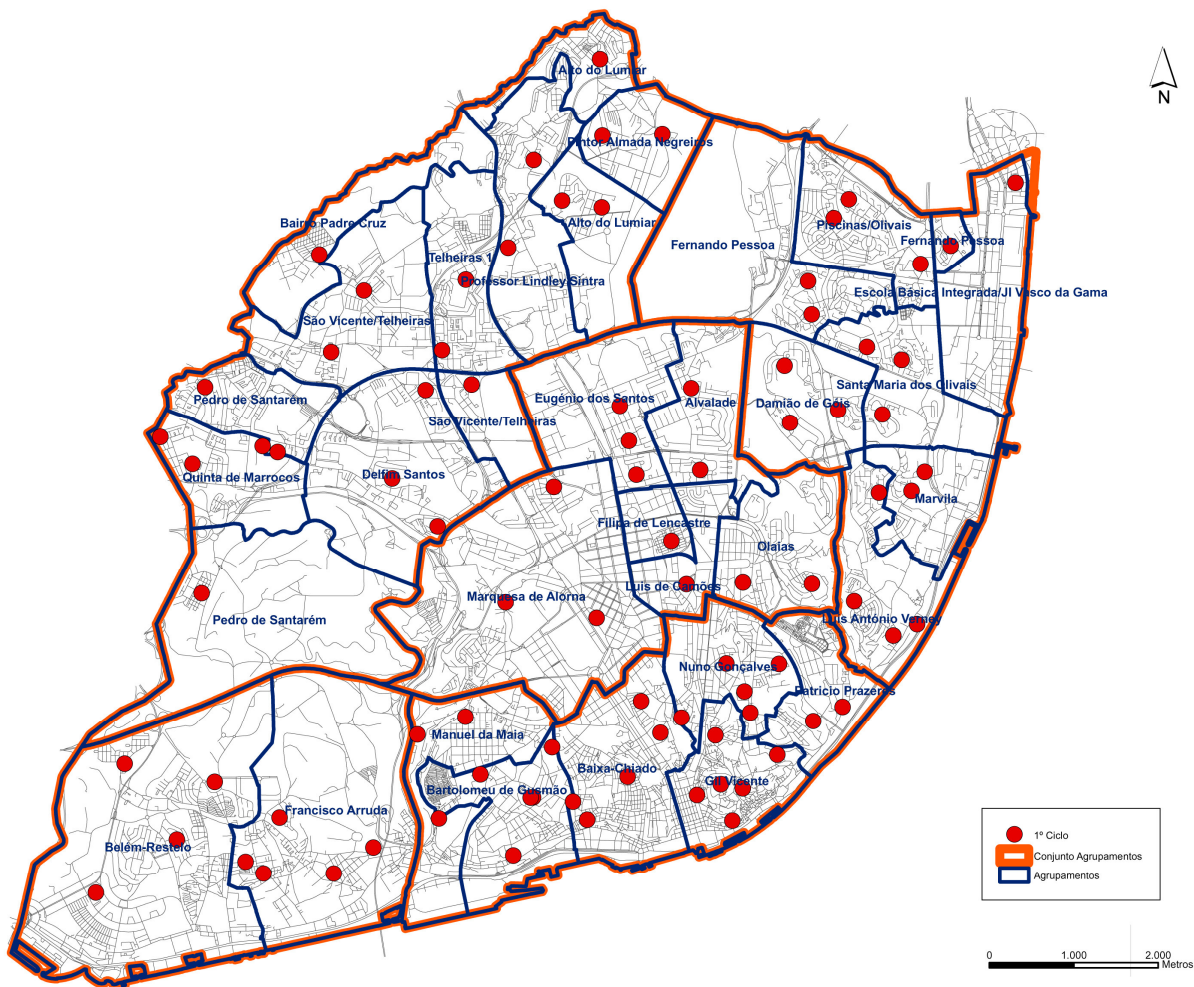 Alto do Lumiar
N
Pintor Almada Negreiros
Bairro Padre Cruz
Alto do Lumiar
Piscinas/Olivais
Fernando Pessoa
Fernando Pessoa
Telheiras 1
Professor Lindley Sintra
Escola Básica Integrada/JI Vasco da Gama
São Vicente/Telheiras
Santa Maria dos Olivais
Pedro de Santarém
Eugénio dos Santos
Alvalade
Damião de Góis
São Vicente/Telheiras
Quinta de Marrocos
Delfim Santos
Marvila
Filipa de Lencastre
Olaias
Luís de Camões
Marquesa de Alorna
Pedro de Santarém
Luís António Verney
Nuno Gonçalves
Patrício Prazeres
Manuel da Maia
Baixa-Chiado
Gil Vicente
Bartolomeu de Gusmão
Francisco Arruda
Belém-Restelo
1º Ciclo
Conjunto Agrupamentos
Agrupamentos
0 1.000 2.000
Metros